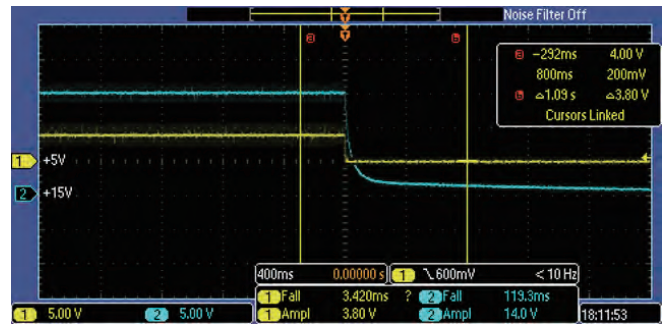 Noise Filter Off
a -292ms 4.00 V
b 800ms 200mV
△1.09 s △3.80 V
Cursors Linked
1 +5V
2 +15V
400ms 0.00000 s 1 600mV < 10 Hz
1 Fall 3.420ms ? 2 Fall 119.3ms
1 Ampl 3.80 V 2 Ampl 14.0 V
1 5.00 V 2 5.00 V 18:11:53